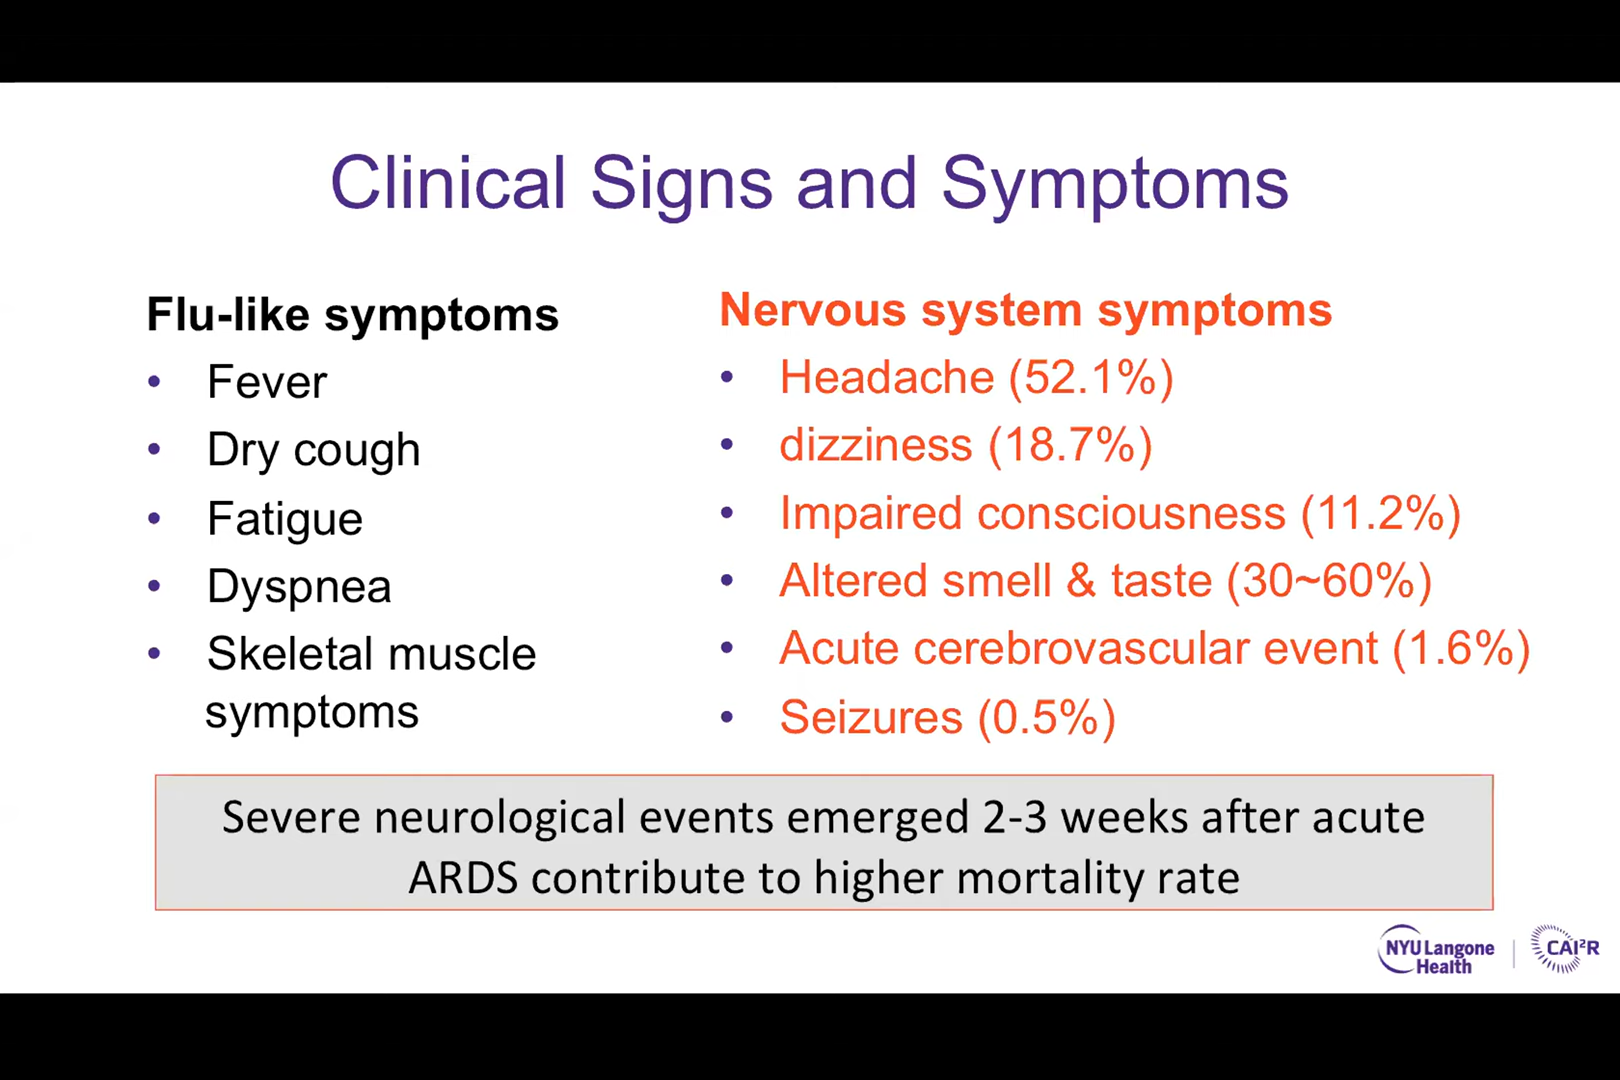 Clinical Signs and Symptoms
Flu-like symptoms
• Fever
• Dry cough
• Fatigue
• Dyspnea
• Skeletal muscle
symptoms
Nervous system symptoms
• Headache (52.1%)
• dizziness (18.7%)
• Impaired consciousness (11.2%)
• Altered smell & taste (30~60%)
• Acute cerebrovascular event (1.6%)
• Seizures (0.5%)
Severe neurological events emerged 2-3 weeks after acute
ARDS contribute to higher mortality rate
NYU Langone
Health
CAI²R